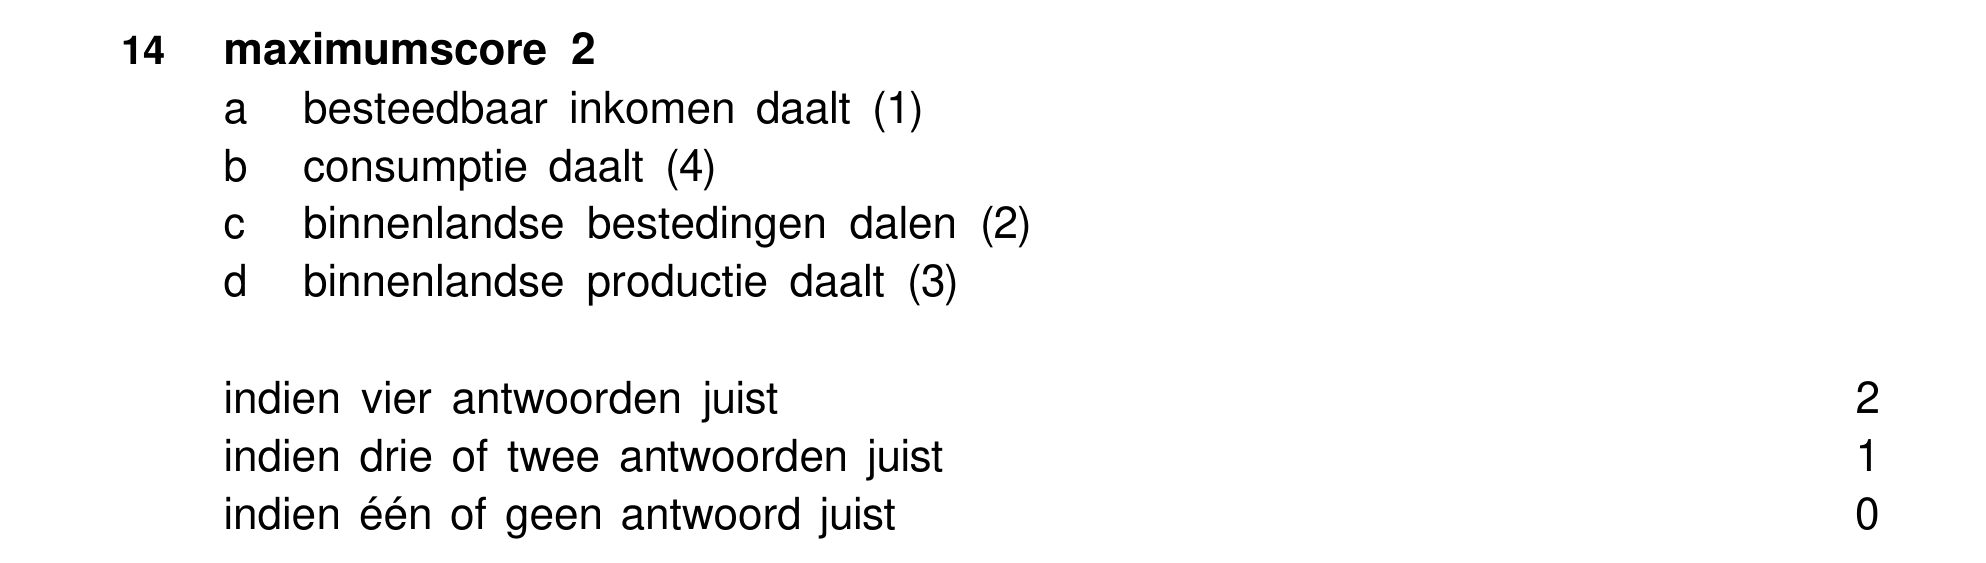 14 maximumscore 2
a besteedbaar inkomen daalt (1)
b consumptie daalt (4)
c binnenlandse bestedingen dalen (2)
d binnenlandse productie daalt (3)
indien vier antwoorden juist 2
indien drie of twee antwoorden juist 1
indien één of geen antwoord juist 0